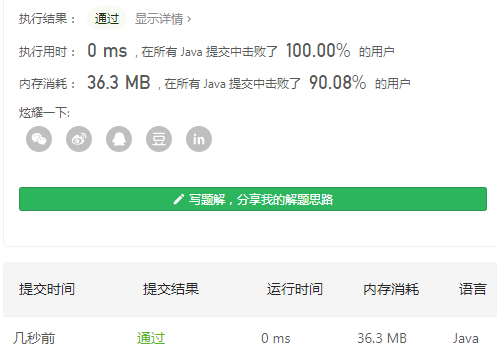 执行结果： 通过 显示详情 ›
执行用时： 0 ms , 在所有 Java 提交中击败了 100.00% 的用户
内存消耗： 36.3 MB , 在所有 Java 提交中击败了 90.08% 的用户
炫耀一下:
豆 in
写题解，分享我的解题思路
提交时间 提交结果 运行时间 内存消耗 语言
几秒前 通过 0 ms 36.3 MB Java